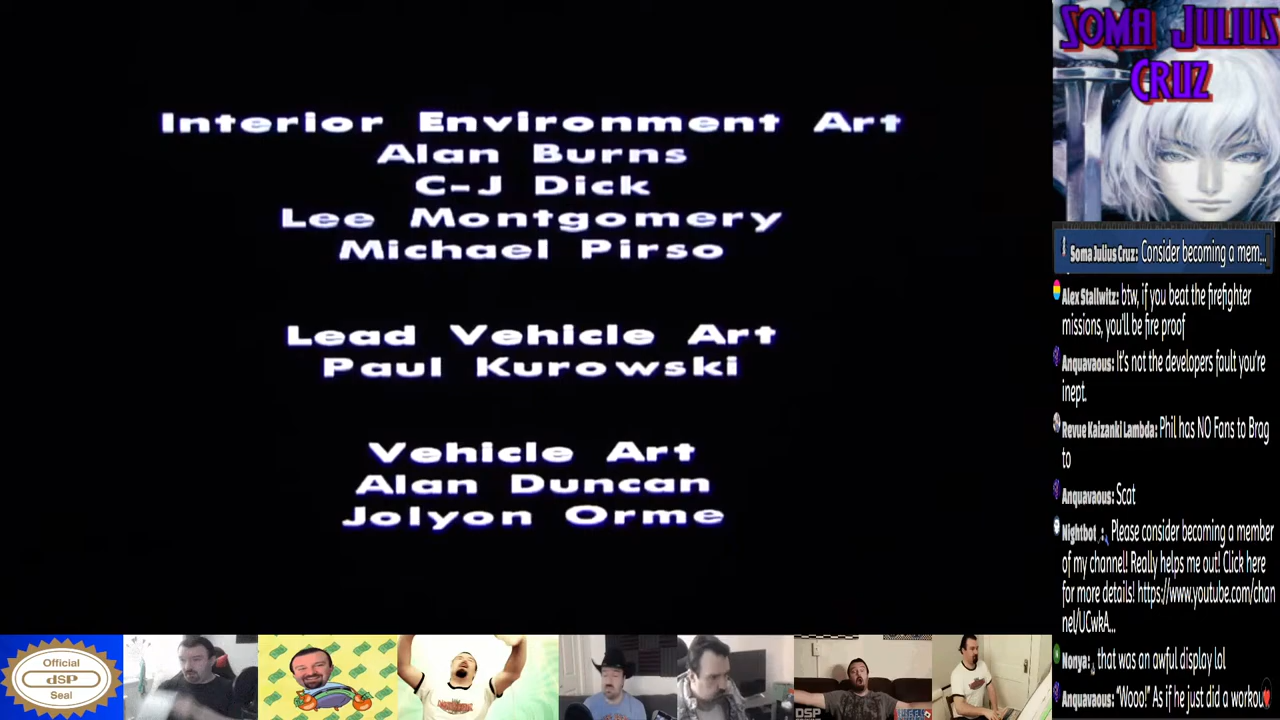 Interior Environment Art
Alan Burns
C-J Dick
Lee Montgomery
Michael Pirso
Lead Vehicle Art
Paul Kurowski
Vehicle Art
Alan Duncan
Jolyon Orme
Official
dSP
Seal
DSP
SOMA JULIUS
CRUZ
Soma Julius Cruz: Consider becoming a mem...
Alex Stallwitz: btw, if you beat the firefighter
missions, you'll be fire proof
Anquavaous: It's not the developers fault you're
inept.
Revue Kaizanki Lambda: Phil has NO Fans to Brag
to
Anquavaous: Scat
Nightbot: Please consider becoming a member
of my channel! Really helps me out! Click here
for more details! https://www.youtube.com/chan
nel/UCwkA...
Nonya: that was an awful display lol
Anquavaous: "Wooo!" As if he just did a workout